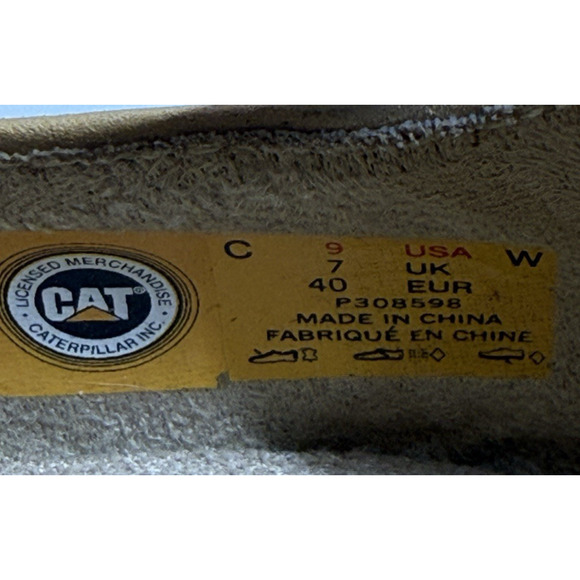 LICENSED MERCHANDISE
CAT®
CATERPILLAR INC.
C 9 USA W
7 UK
40 EUR
P308598
MADE IN CHINA
FABRIQUÉ EN CHINE